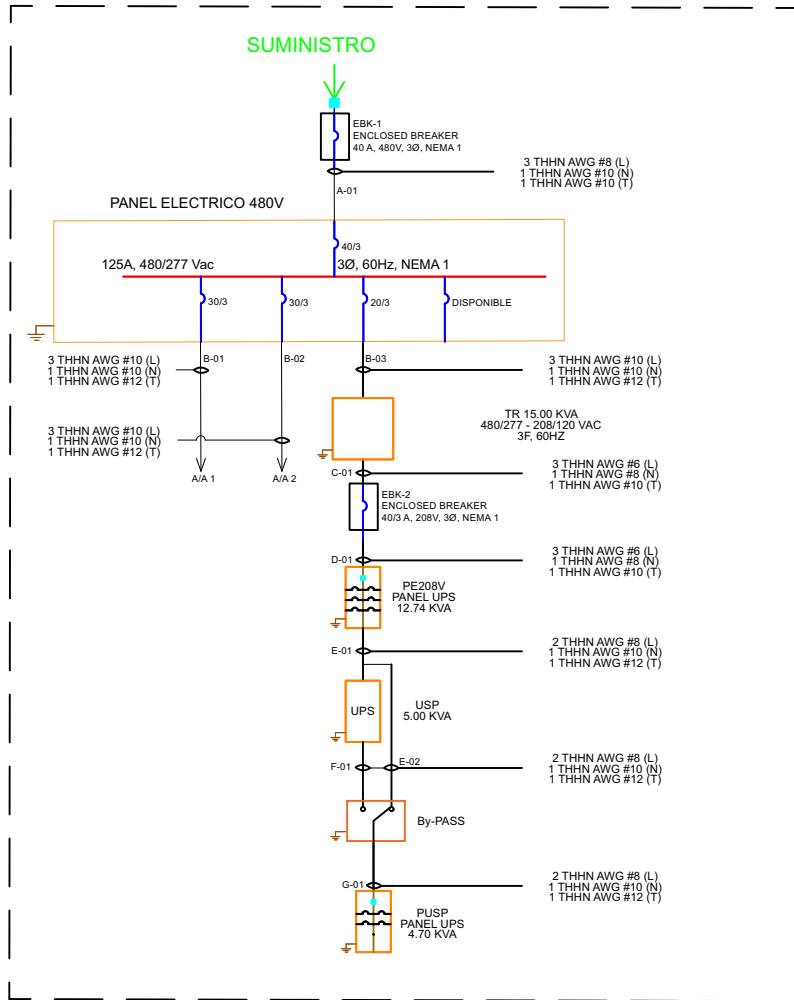 SUMINISTRO
EBK-1
ENCLOSED BREAKER
40 A, 480V, 3Ø, NEMA 1
3 THHN AWG #8 (L)
1 THHN AWG #10 (N)
1 THHN AWG #10 (T)
A-01
PANEL ELECTRICO 480V
40/3
125A, 480/277 Vac
3Ø, 60Hz, NEMA 1
30/3
30/3
20/3
DISPONIBLE
B-01
B-02
B-03
3 THHN AWG #10 (L)
1 THHN AWG #10 (N)
1 THHN AWG #12 (T)
3 THHN AWG #10 (L)
1 THHN AWG #10 (N)
1 THHN AWG #12 (T)
3 THHN AWG #10 (L)
1 THHN AWG #10 (N)
1 THHN AWG #12 (T)
A/A 1
A/A 2
TR 15.00 KVA
480/277 - 208/120 VAC
3F, 60HZ
C-01
3 THHN AWG #6 (L)
1 THHN AWG #8 (N)
1 THHN AWG #10 (T)
EBK-2
ENCLOSED BREAKER
40/3 A, 208V, 3Ø, NEMA 1
D-01
3 THHN AWG #6 (L)
1 THHN AWG #8 (N)
1 THHN AWG #10 (T)
PE208V
PANEL UPS
12.74 KVA
E-01
2 THHN AWG #8 (L)
1 THHN AWG #10 (N)
1 THHN AWG #12 (T)
UPS
USP
5.00 KVA
F-01
E-02
2 THHN AWG #8 (L)
1 THHN AWG #10 (N)
1 THHN AWG #12 (T)
By-PASS
G-01
2 THHN AWG #8 (L)
1 THHN AWG #10 (N)
1 THHN AWG #12 (T)
PUSP
PANEL UPS
4.70 KVA